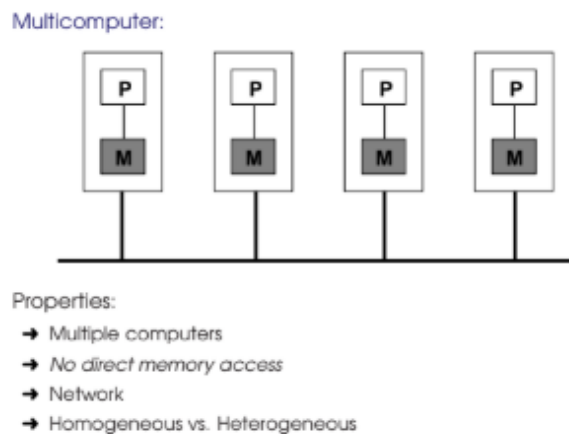 Multicomputer:
P P P P
M M M M
Properties:
➜ Multiple computers
➜ No direct memory access
➜ Network
➜ Homogeneous vs. Heterogeneous